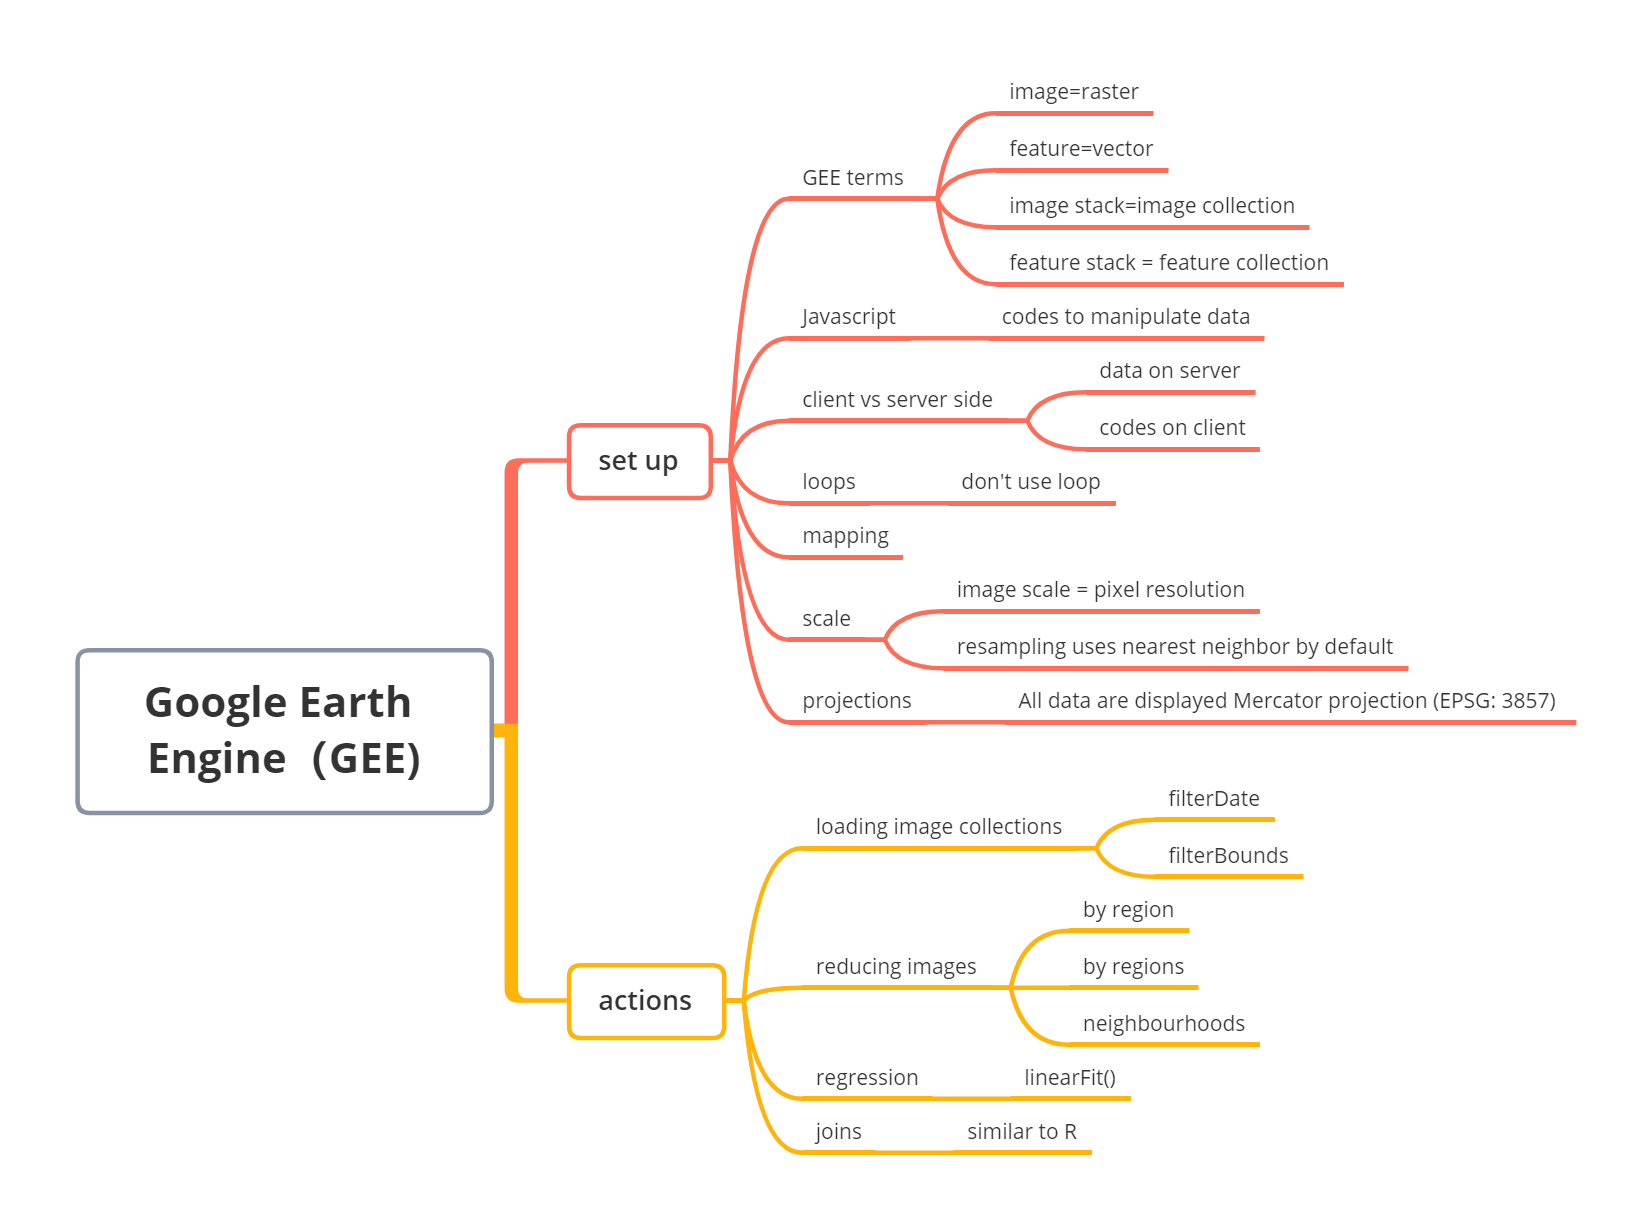 Google Earth
Engine（GEE)
set up
GEE terms
image=raster
feature=vector
image stack=image collection
feature stack = feature collection
Javascript
codes to manipulate data
client vs server side
data on server
codes on client
loops
don't use loop
mapping
scale
image scale = pixel resolution
resampling uses nearest neighbor by default
projections
All data are displayed Mercator projection (EPSG: 3857)
actions
loading image collections
filterDate
filterBounds
reducing images
by region
by regions
neighbourhoods
regression
linearFit()
joins
similar to R